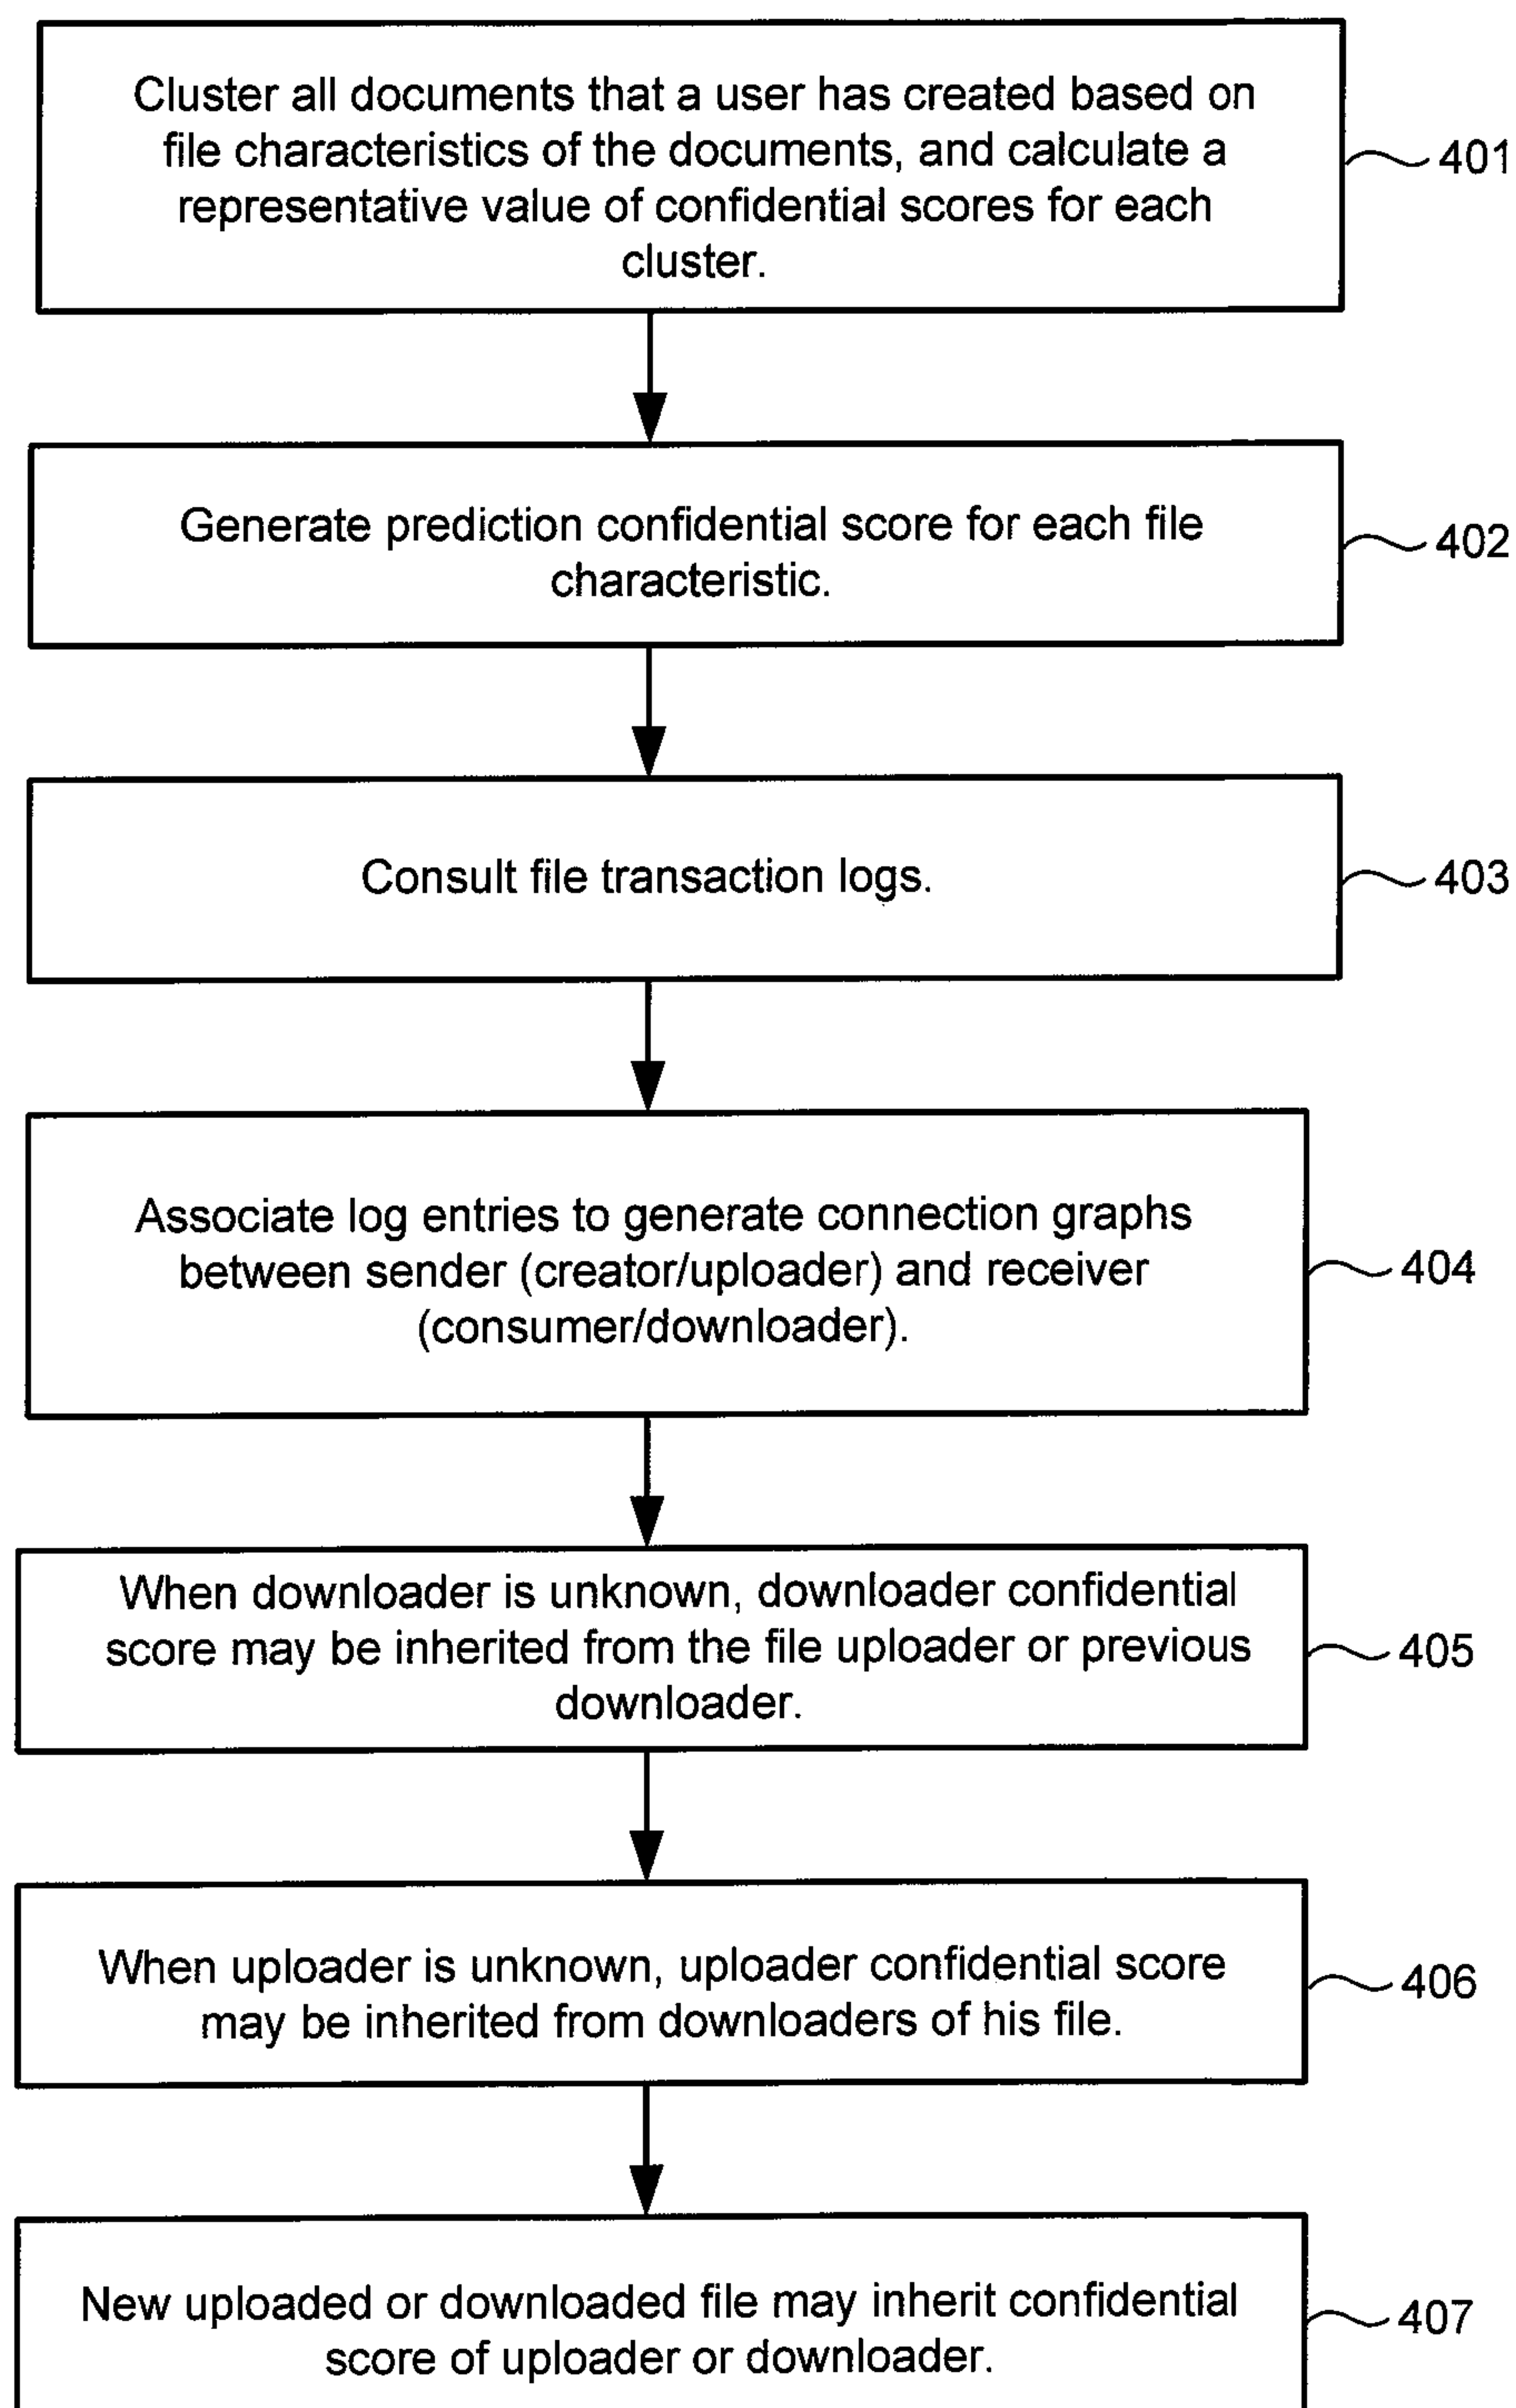 Cluster all documents that a user has created based on
file characteristics of the documents, and calculate a
representative value of confidential scores for each
cluster.
401
Generate prediction confidential score for each file
characteristic.
402
Consult file transaction logs.
403
Associate log entries to generate connection graphs
between sender (creator/uploader) and receiver
(consumer/downloader).
404
When downloader is unknown, downloader confidential
score may be inherited from the file uploader or previous
downloader.
405
When uploader is unknown, uploader confidential score
may be inherited from downloaders of his file.
406
New uploaded or downloaded file may inherit confidential
score of uploader or downloader.
407